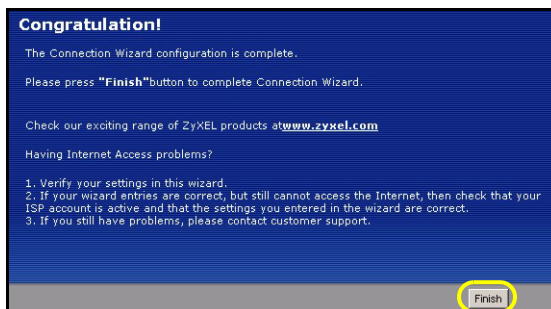 Congratulation!
The Connection Wizard configuration is complete.
Please press "Finish"button to complete Connection Wizard.
Check our exciting range of ZyXEL products atwww.zyxel.com
Having Internet Access problems?
1. Verify your settings in this wizard.
2. If your wizard entries are correct, but still cannot access the Internet, then check that your
ISP account is active and that the settings you entered in the wizard are correct.
3. If you still have problems, please contact customer support.
Finish